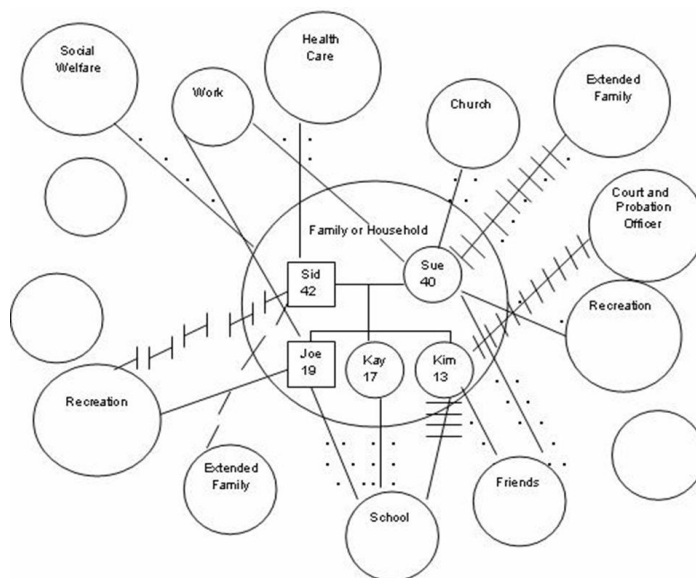 Social
Welfare
Work
Health
Care
Church
Extended
Family
Court and
Probation
Officer
Family or Household
Sid
42
Sue
40
Recreation
Joe
19
Kay
17
Kim
13
Recreation
Extended
Family
School
Friends